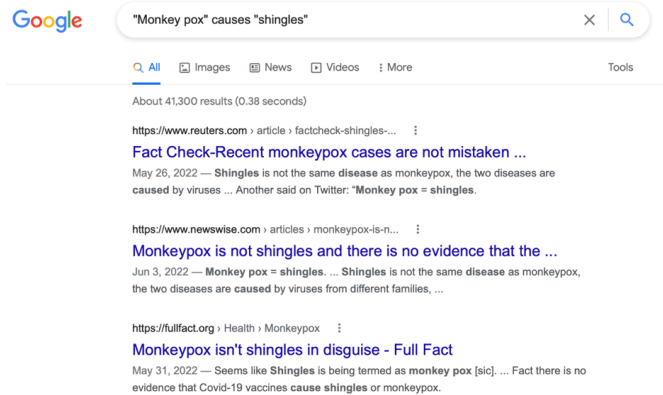 Google
"Monkey pox" causes "shingles"
All Images News Videos More Tools
About 41,300 results (0.38 seconds)
https://www.reuters.com › article › factcheck-shingles-...
Fact Check-Recent monkeypox cases are not mistaken ...
May 26, 2022 — Shingles is not the same disease as monkeypox, the two diseases are
caused by viruses ... Another said on Twitter: "Monkey pox = shingles.
https://www.newswise.com › articles › monkeypox-is-n...
Monkeypox is not shingles and there is no evidence that the ...
Jun 3, 2022 — Monkey pox = shingles. ... Shingles is not the same disease as monkeypox,
the two diseases are caused by viruses from different families, ...
https://fullfact.org › Health › Monkeypox
Monkeypox isn't shingles in disguise - Full Fact
May 31, 2022 — Seems like Shingles is being termed as monkey pox [sic]. ... Fact there is no
evidence that Covid-19 vaccines cause shingles or monkeypox.